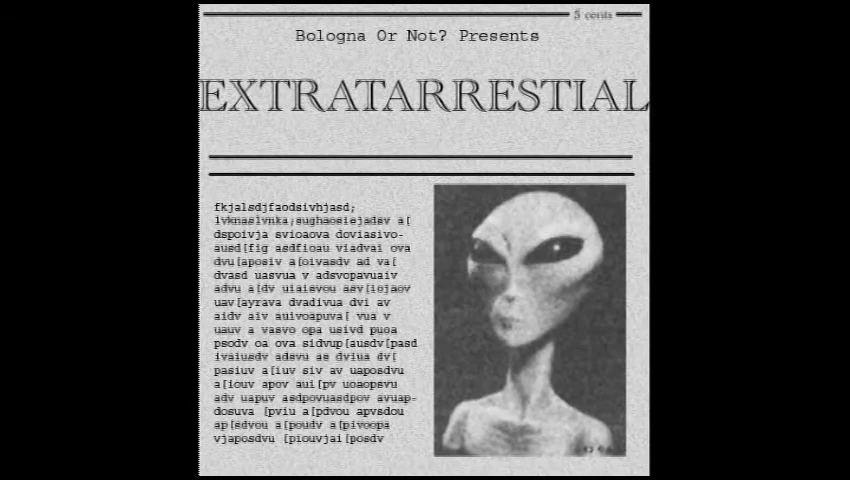 5 cents
Bologna Or Not? Presents
EXTRATARRESTIAL
fkjalsdjfaodsivhjasd;
lvknaslvnka;sughaosiejadsv a[
dspoivja svioaova doviasivo-
ausd[fig asdfioau viadvai ova
dvu[aposiv a[oivasdv ad va[
dvasd uasvua v adsvopavuaiv
advu a[dv uiaisvou asv[iojaov
uav[ayrava dvadivua dvi av
aidv aiv auivoapuva[ vua v
uauv a vasvo opa usivd puoa
psodv oa ova sidvup[ausdv[pasd
ivaiusdv adsvu as dviua dv[
pasiuv a[iuv siv av uaposdvu
a[iouv apov aui[pv uoaopsvu
adv uapuv asdpovuasdpov avuap-
dosuva [pviu a[pdvou apvsdou
ap[sdvou a[poudv a[pivoopa
vjaposdvu [piouvjai[posdv